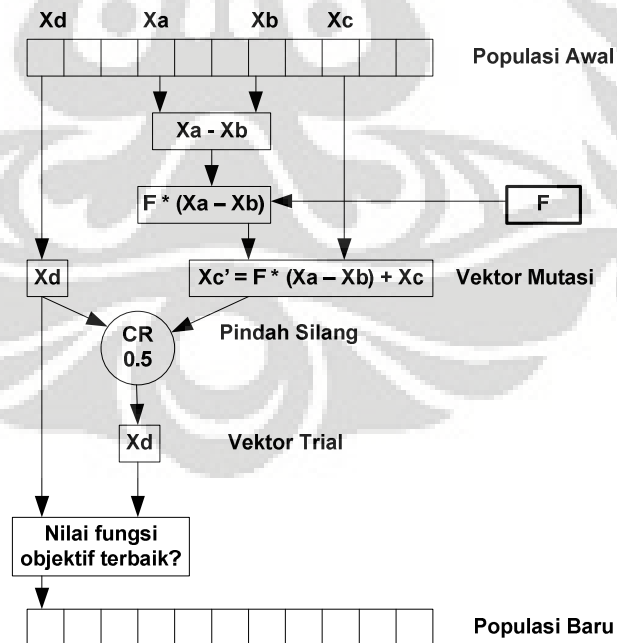 Xd Xa Xb Xc
Populasi Awal
Xa - Xb
F * (Xa – Xb)
F
Xd
Xc' = F * (Xa – Xb) + Xc
Vektor Mutasi
CR
0.5
Pindah Silang
Xd
Vektor Trial
Nilai fungsi
objektif terbaik?
Populasi Baru